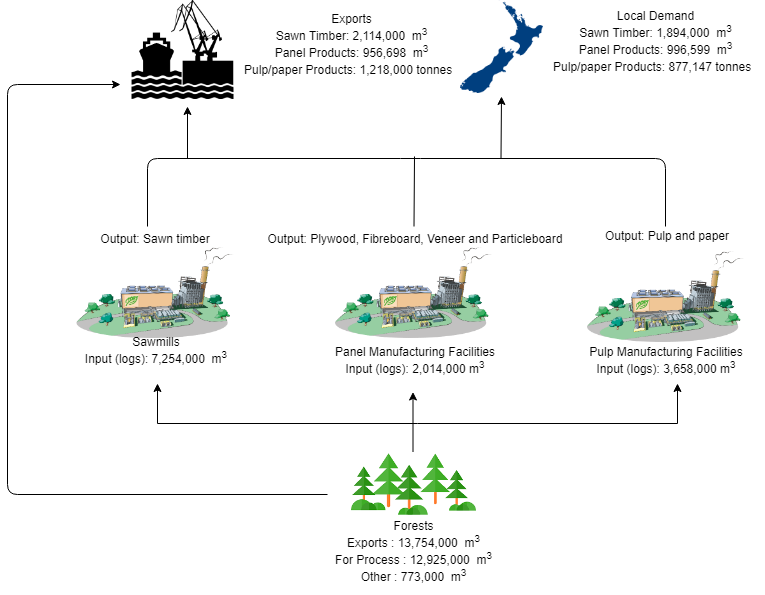 Exports
Sawn Timber: 2,114,000 m³
Panel Products: 956,698 m³
Pulp/paper Products: 1,218,000 tonnes
Local Demand
Sawn Timber: 1,894,000 m³
Panel Products: 996,599 m³
Pulp/paper Products: 877,147 tonnes
Output: Sawn timber
Output: Plywood, Fibreboard, Veneer and Particleboard
Output: Pulp and paper
Sawmills
Input (logs): 7,254,000 m³
Panel Manufacturing Facilities
Input (logs): 2,014,000 m³
Pulp Manufacturing Facilities
Input (logs): 3,658,000 m³
Forests
Exports : 13,754,000 m³
For Process : 12,925,000 m³
Other : 773,000 m³